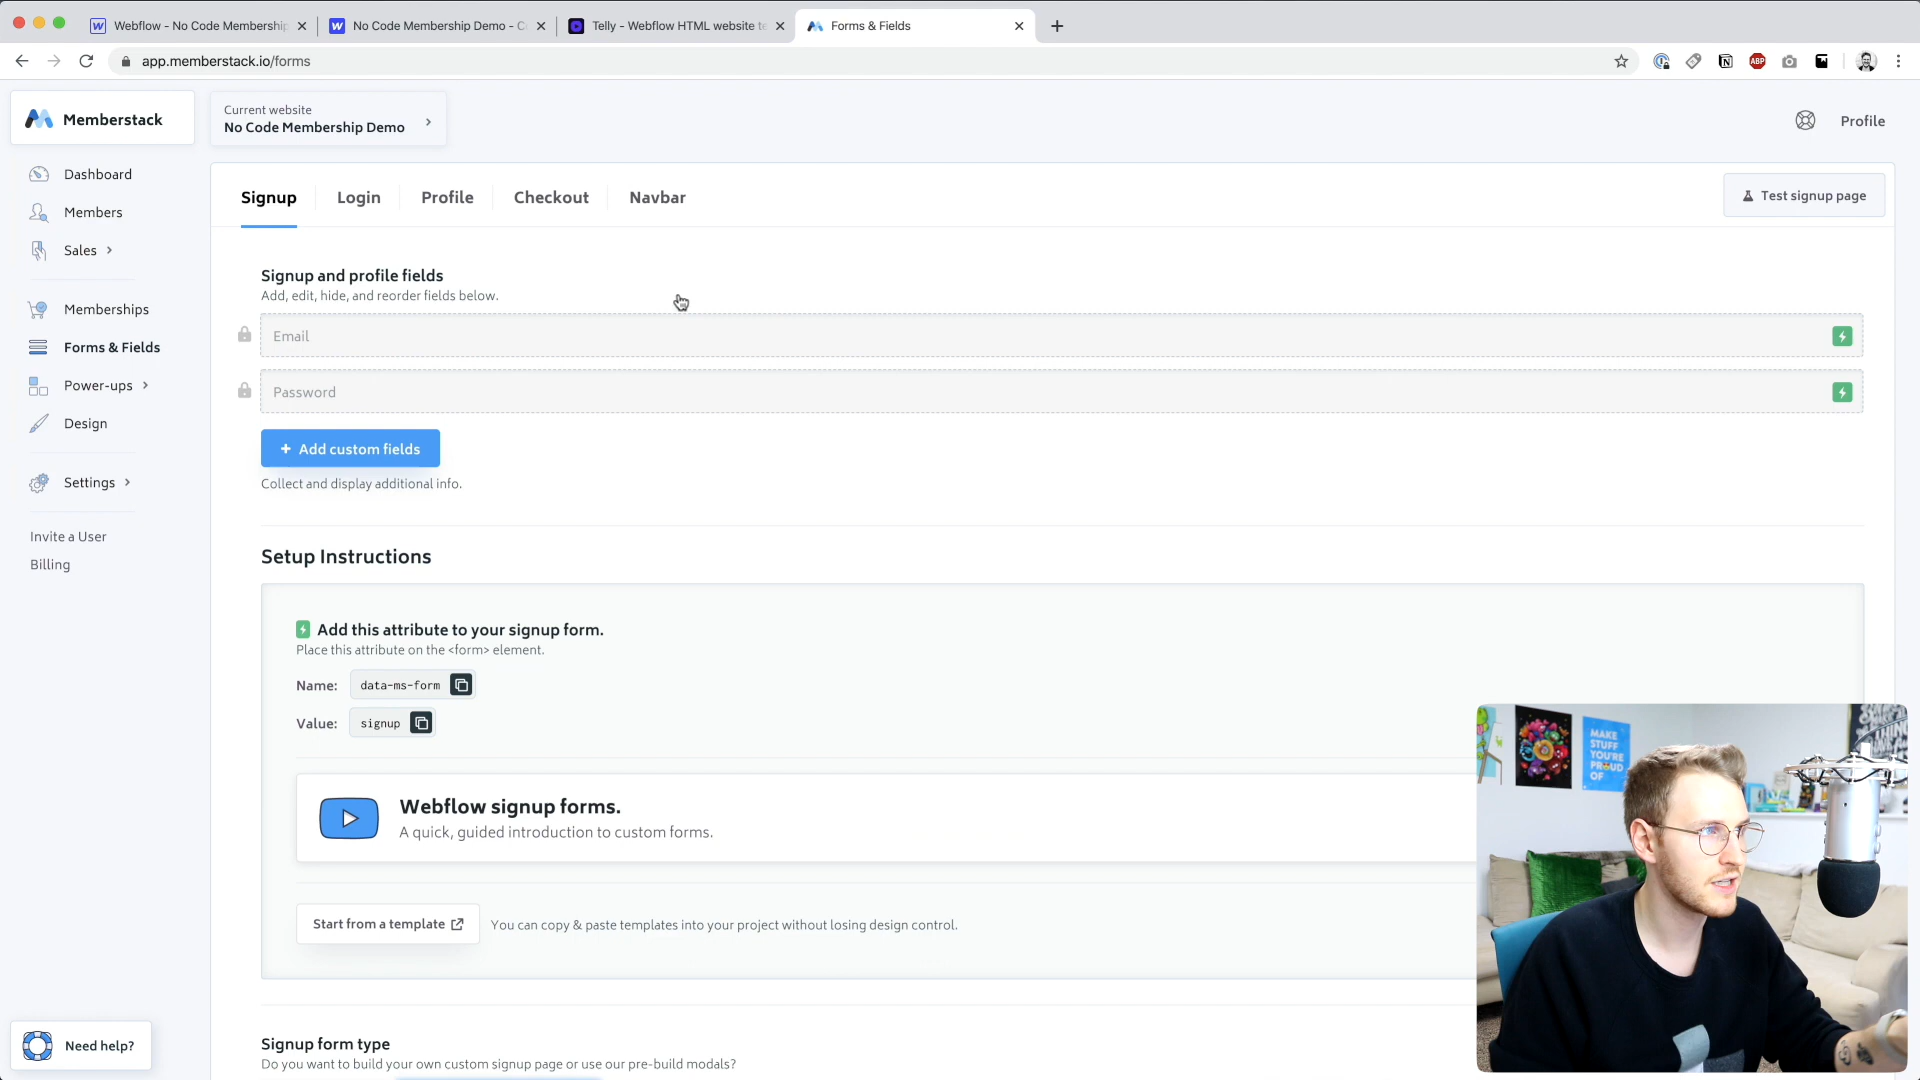 Webflow - No Code Membership
No Code Membership Demo - C
Telly - Webflow HTML website te
Forms & Fields
app.memberstack.io/forms
ABP
Memberstack
Current website
No Code Membership Demo
Profile
Dashboard
Members
Sales
Memberships
Forms & Fields
Power-ups
Design
Settings
Invite a User
Billing
Need help?
Signup
Login
Profile
Checkout
Navbar
Test signup page
Signup and profile fields
Add, edit, hide, and reorder fields below.
Email
Password
+ Add custom fields
Collect and display additional info.
Setup Instructions
Add this attribute to your signup form.
Place this attribute on the <form> element.
Name: data-ms-form
Value: signup
Webflow signup forms.
A quick, guided introduction to custom forms.
Start from a template
You can copy & paste templates into your project without losing design control.
Signup form type
Do you want to build your own custom signup page or use our pre-build modals?
MAKE
STUFF
YOU'RE
PROUD
OF